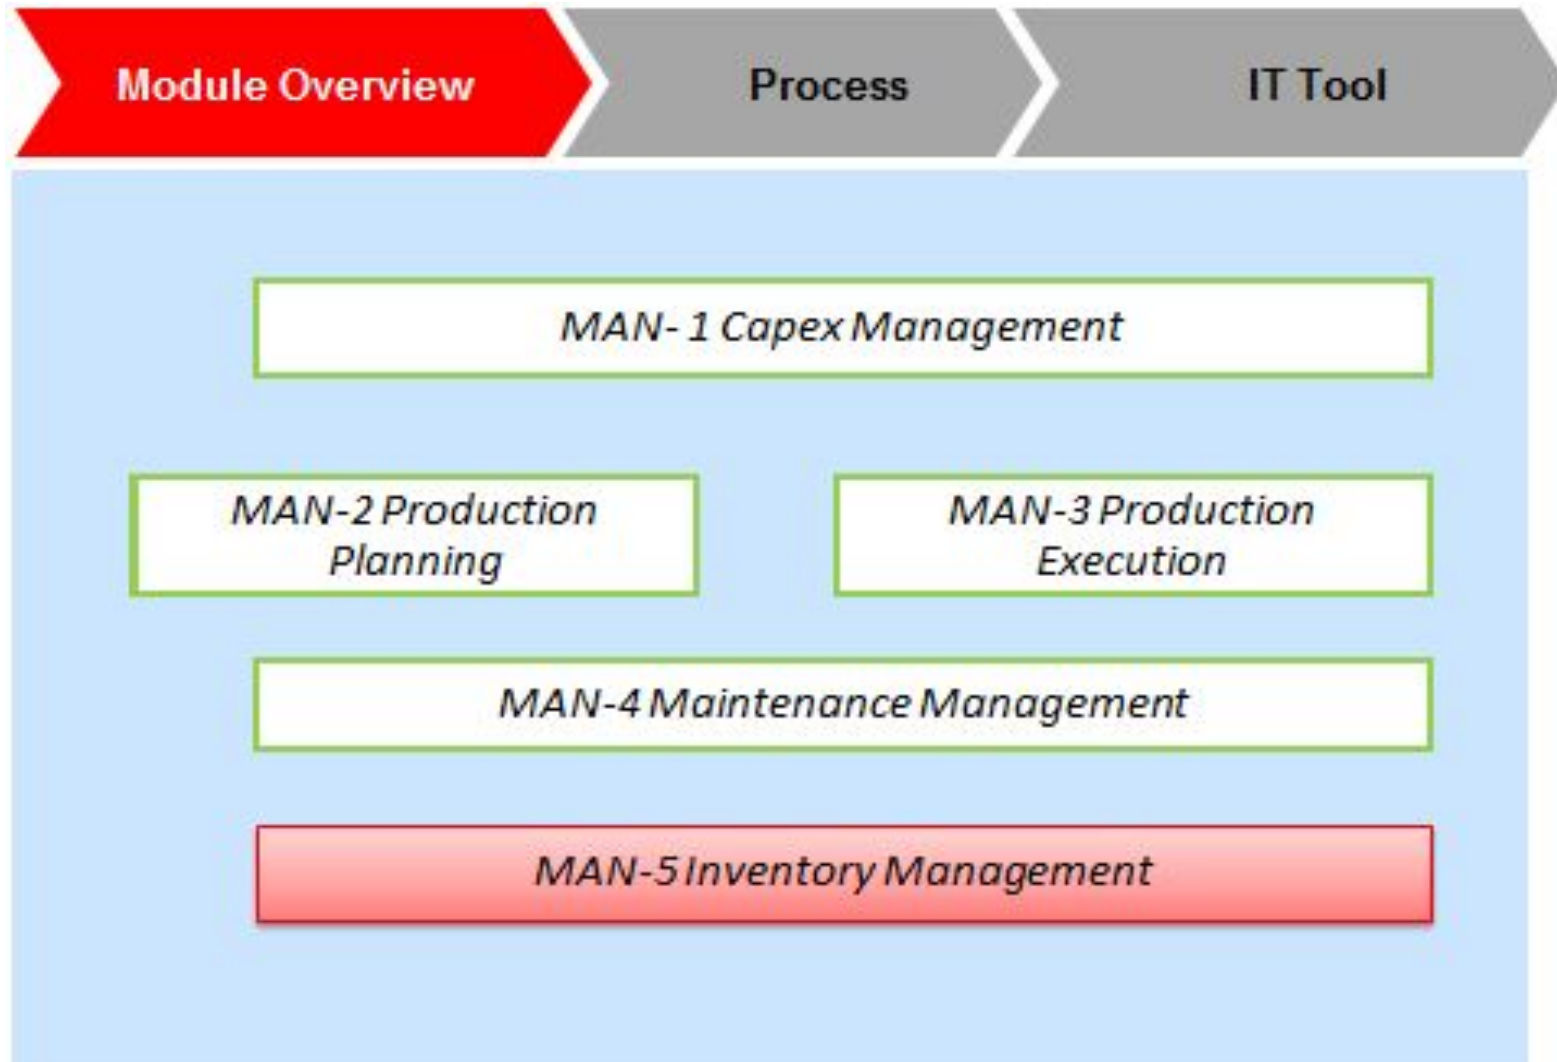 Module Overview
Process
IT Tool
MAN- 1 Capex Management
MAN-2 Production
Planning
MAN-3 Production
Execution
MAN-4 Maintenance Management
MAN-5 Inventory Management